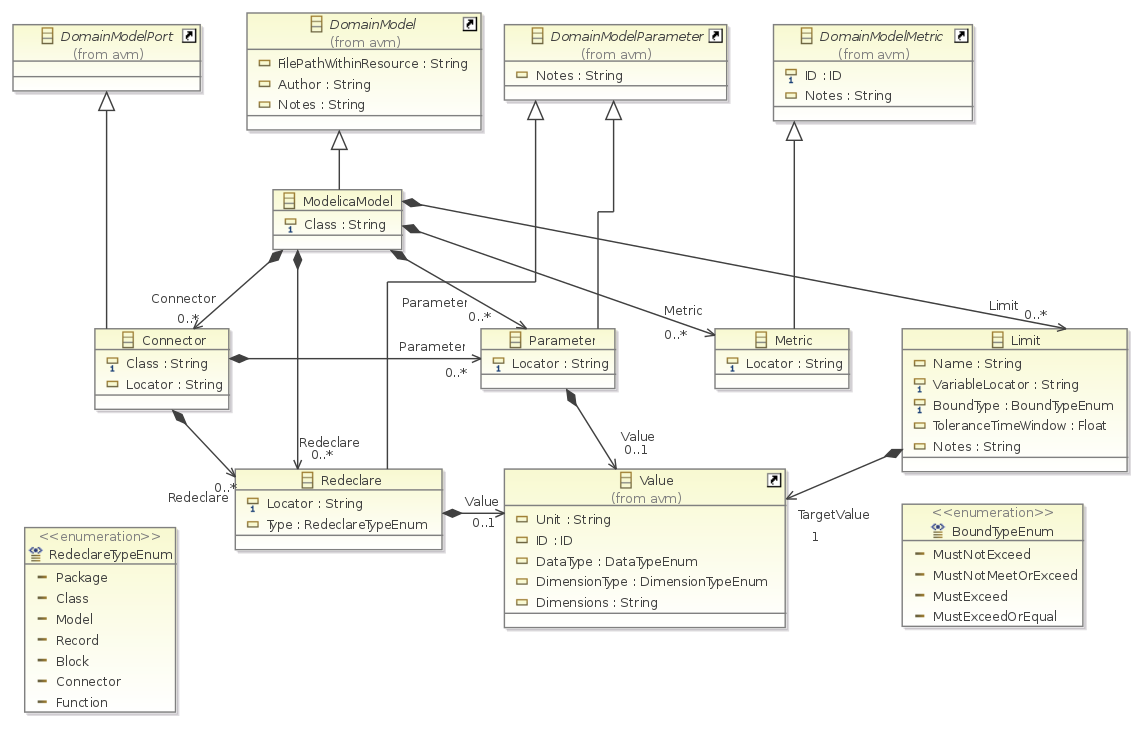 DomainModelPort
(from avm)
DomainModel
(from avm)
FilePathWithinResource : String
Author : String
Notes : String
DomainModelParameter
(from avm)
Notes : String
DomainModelMetric
(from avm)
ID : ID
Notes : String
ModelicaModel
Class : String
Connector
0..*
Parameter
0..*
Metric
0..*
Limit
0..*
Connector
Class : String
Locator : String
Parameter
0..*
Parameter
Locator : String
Metric
Locator : String
Limit
Name : String
VariableLocator : String
BoundType : BoundTypeEnum
ToleranceTimeWindow : Float
Notes : String
Redeclare
0..*
Value
0..1
0..*
Redeclare
Redeclare
Locator : String
Type : RedeclareTypeEnum
Value
0..1
Value
(from avm)
Unit : String
ID : ID
DataType : DataTypeEnum
DimensionType : DimensionTypeEnum
Dimensions : String
TargetValue
1
<<enumeration>>
RedeclareTypeEnum
Package
Class
Model
Record
Block
Connector
Function
<<enumeration>>
BoundTypeEnum
MustNotExceed
MustNotMeetOrExceed
MustExceed
MustExceedOrEqual